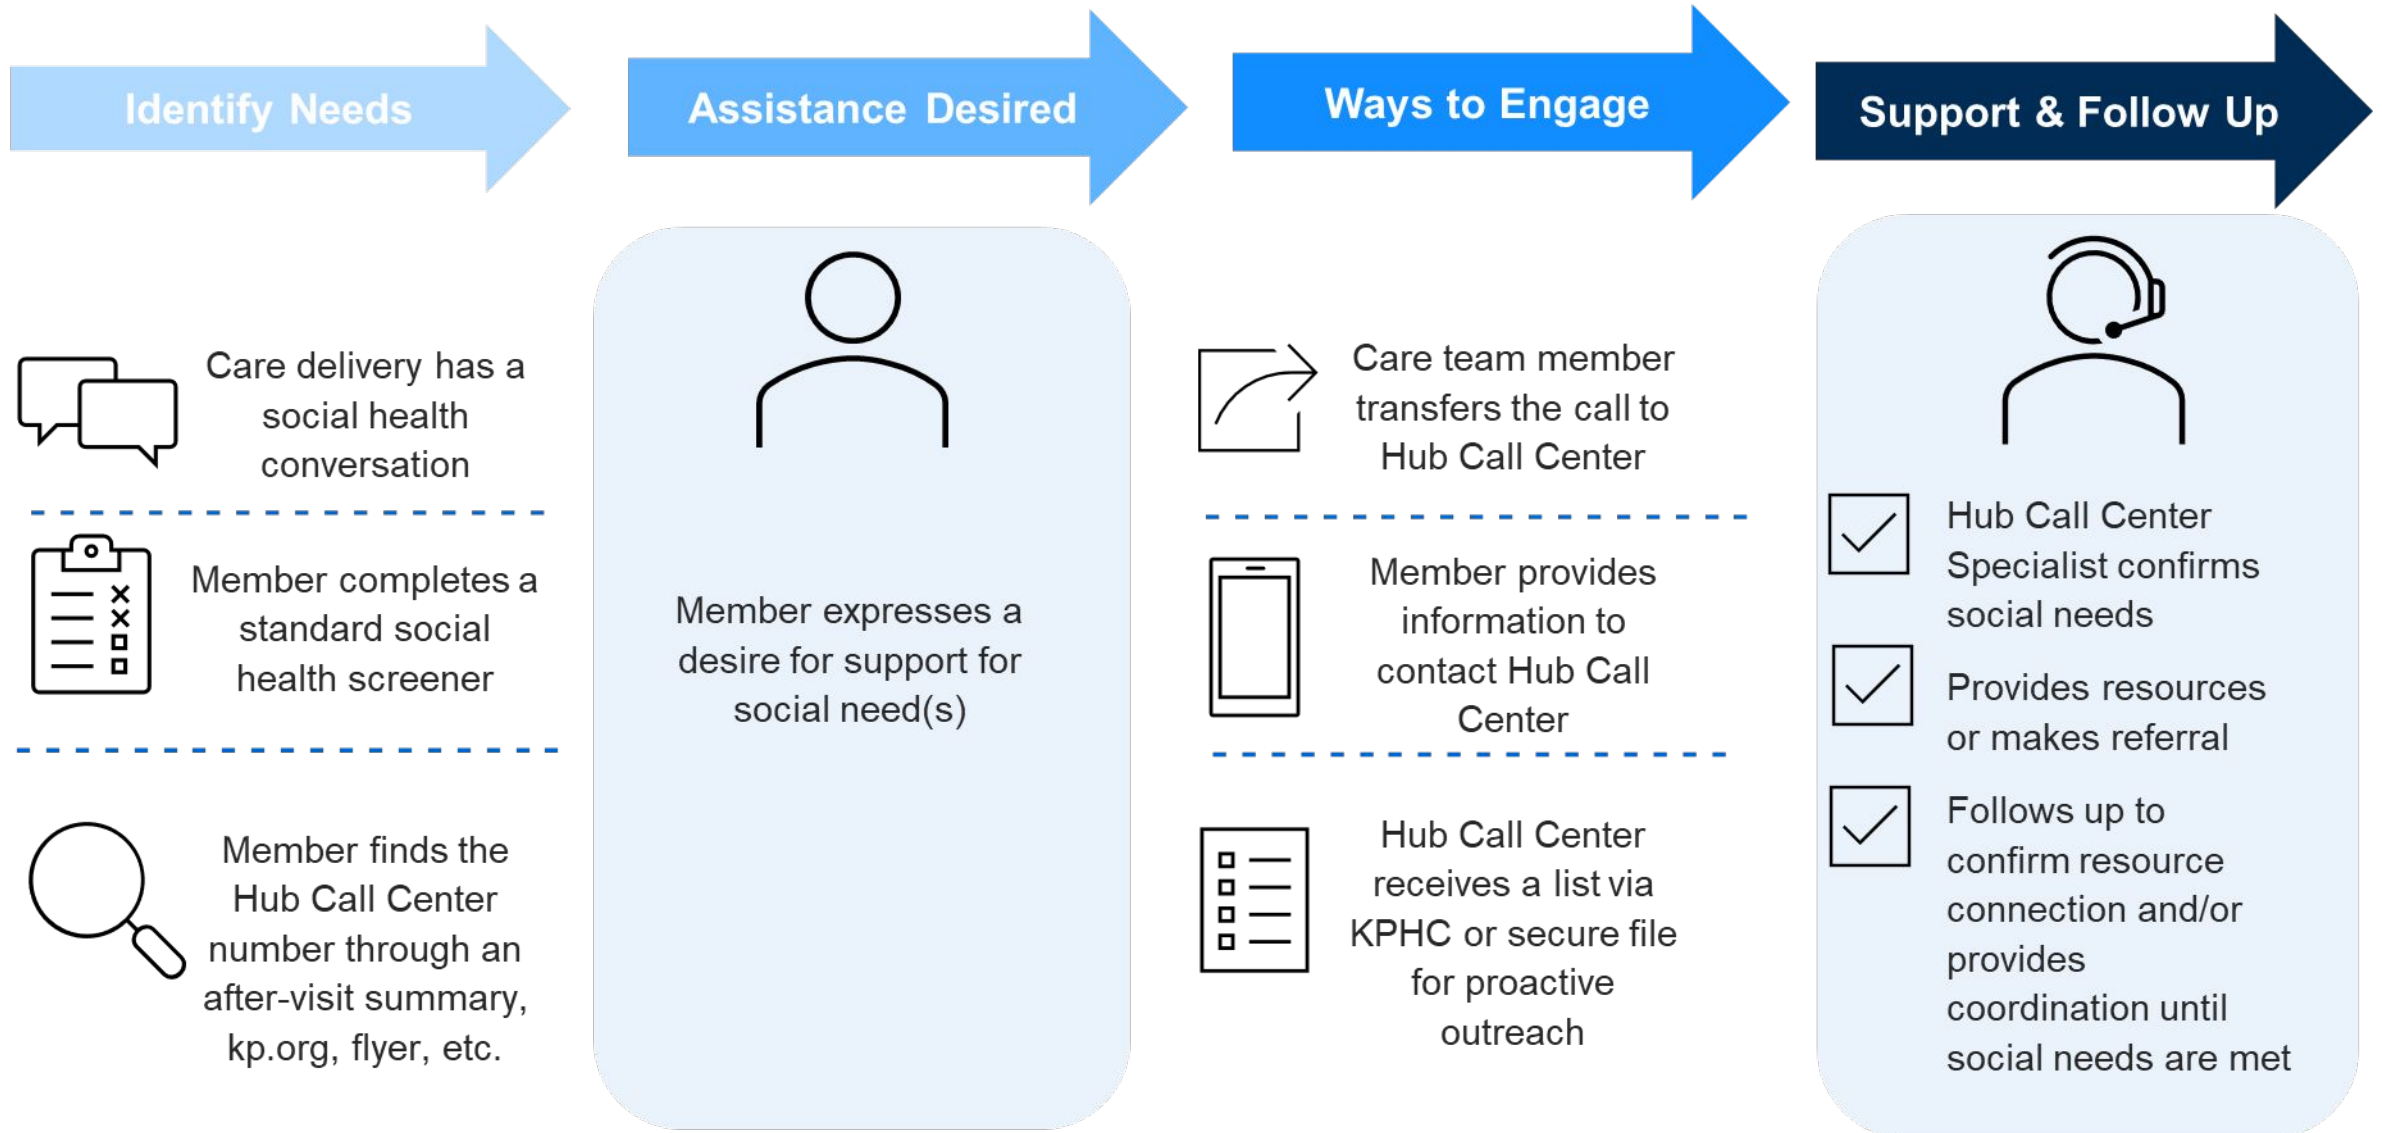 Identify Needs
Care delivery has a
social health
conversation
Member completes a
standard social
health screener
Member finds the
Hub Call Center
number through an
after-visit summary,
kp.org, flyer, etc.
Assistance Desired
Member expresses a
desire for support for
social need(s)
Ways to Engage
Care team member
transfers the call to
Hub Call Center
Member provides
information to
contact Hub Call
Center
Hub Call Center
receives a list via
KPHC or secure file
for proactive
outreach
Support & Follow Up
Hub Call Center
Specialist confirms
social needs
Provides resources
or makes referral
Follows up to
confirm resource
connection and/or
provides
coordination until
social needs are met